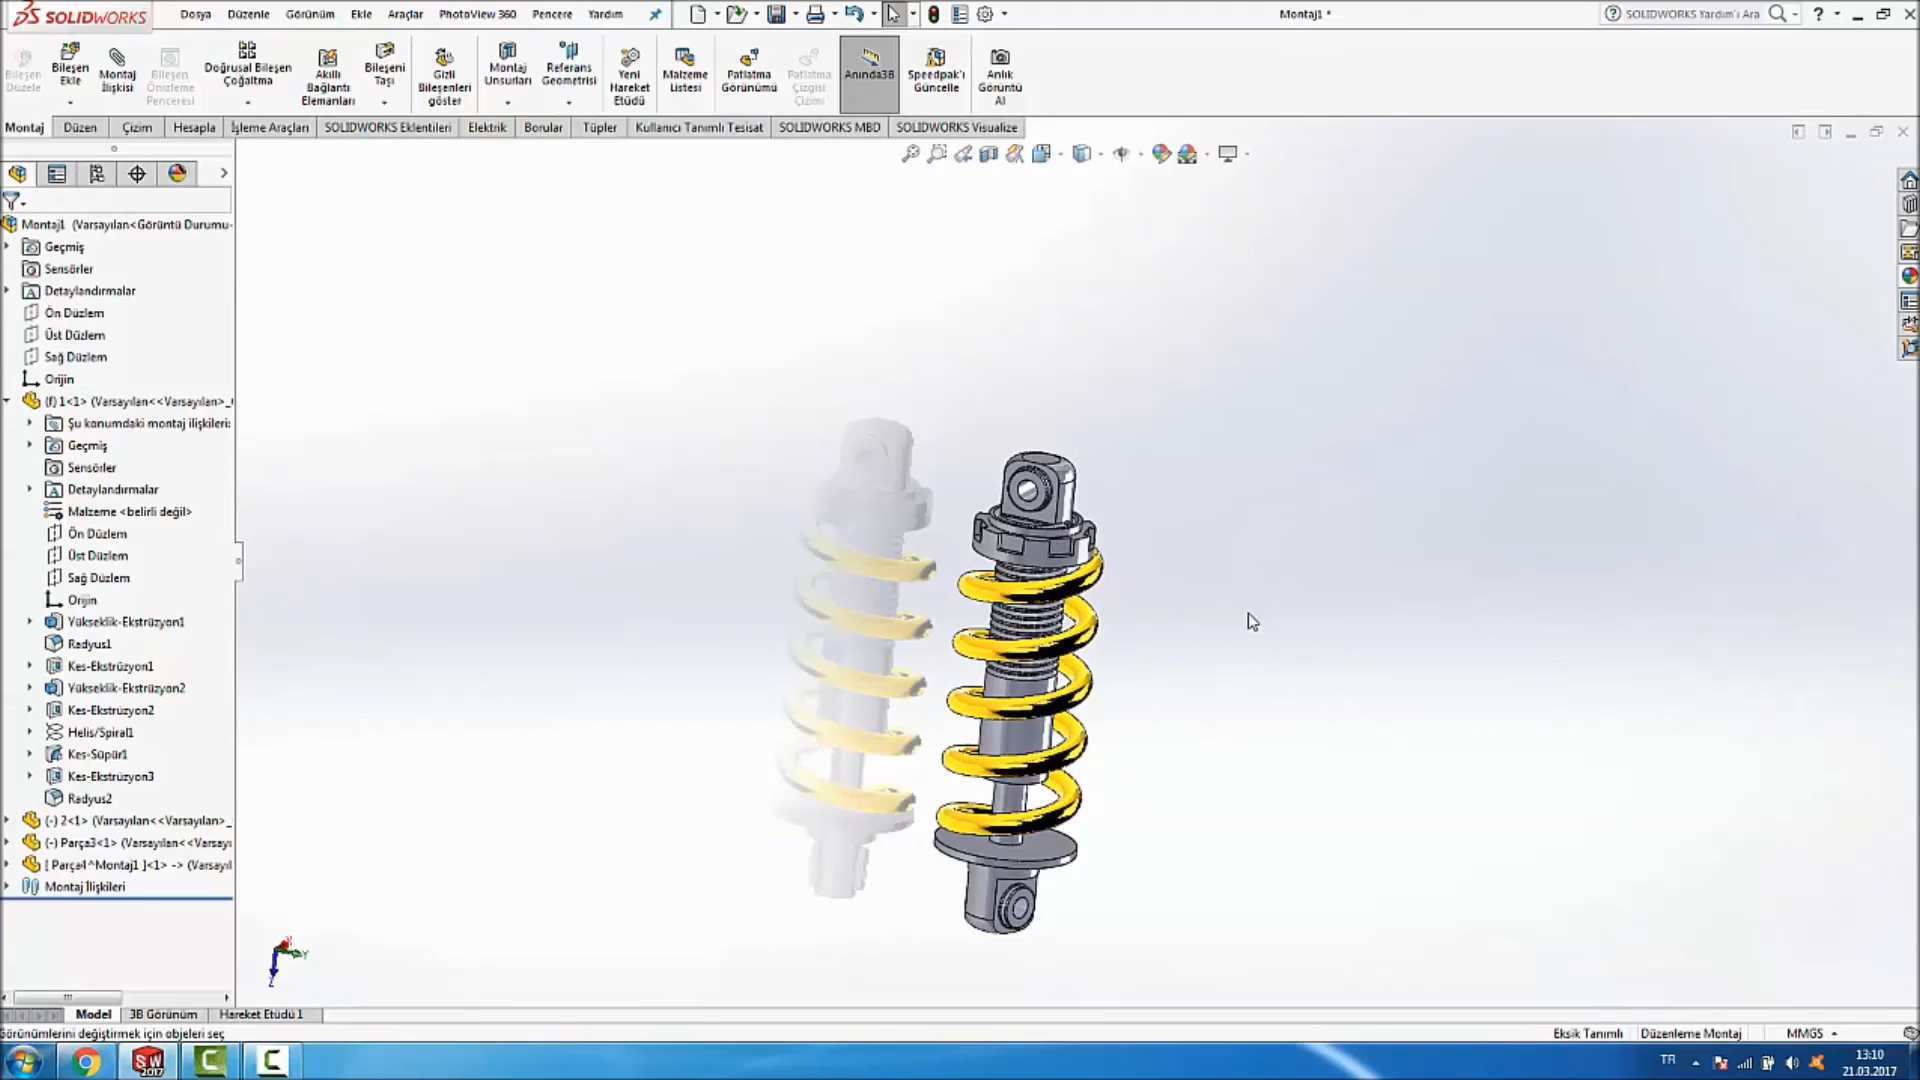 SOLIDWORKS Dosya Düzenle Görünüm Ekle Araçlar PhotoView 360 Pencere Yardım Montaj1 * SOLIDWORKS Yardım'ı Ara
Bileşen Düzele
Bileşen Ekle
Montaj İlişkisi
Bileşen Önizleme Penceresi
Doğrusal Bileşen Çoğaltma
Akıllı Bağlantı Elemanları
Bileşeni Taşı
Gizli Bileşenleri göster
Montaj Unsurları
Referans Geometrisi
Yeni Hareket Etüdü
Malzeme Listesi
Patlatma Görünümü
Patlatma Çizgisi Çizimi
Anında3B
Speedpak'ı Güncelle
Anlık Görüntü Al
Montaj Düzen Çizim Hesapla İşleme Araçları SOLIDWORKS Eklentileri Elektrik Borular Tüpler Kullanıcı Tanımlı Tesisat SOLIDWORKS MBD SOLIDWORKS Visualize
Montaj1 (Varsayılan<Görüntü Durumu-
Geçmiş
Sensörler
Detaylandırmalar
Ön Düzlem
Üst Düzlem
Sağ Düzlem
Orijin
(f) 1<1> (Varsayılan<<Varsayılan>_
Şu konumdaki montaj ilişkileri:
Geçmiş
Sensörler
Detaylandırmalar
Malzeme <belirli değil>
Ön Düzlem
Üst Düzlem
Sağ Düzlem
Orijin
Yükseklik-Ekstrüzyon1
Radyus1
Kes-Ekstrüzyon1
Yükseklik-Ekstrüzyon2
Kes-Ekstrüzyon2
Helis/Spiral1
Kes-Süpür1
Kes-Ekstrüzyon3
Radyus2
(-) 2<1> (Varsayılan<<Varsayılan>_
(-) Parça3<1> (Varsayılan<<Varsayı
[ Parça4^Montaj1 ]<1> -> (Varsayıl
Montaj İlişkileri
Model 3B Görünüm Hareket Etüdü 1
Görünümlerini değiştirmek için objeleri seç Eksik Tanımlı Düzenleme Montaj MMGS
TR 13:10
21.03.2017